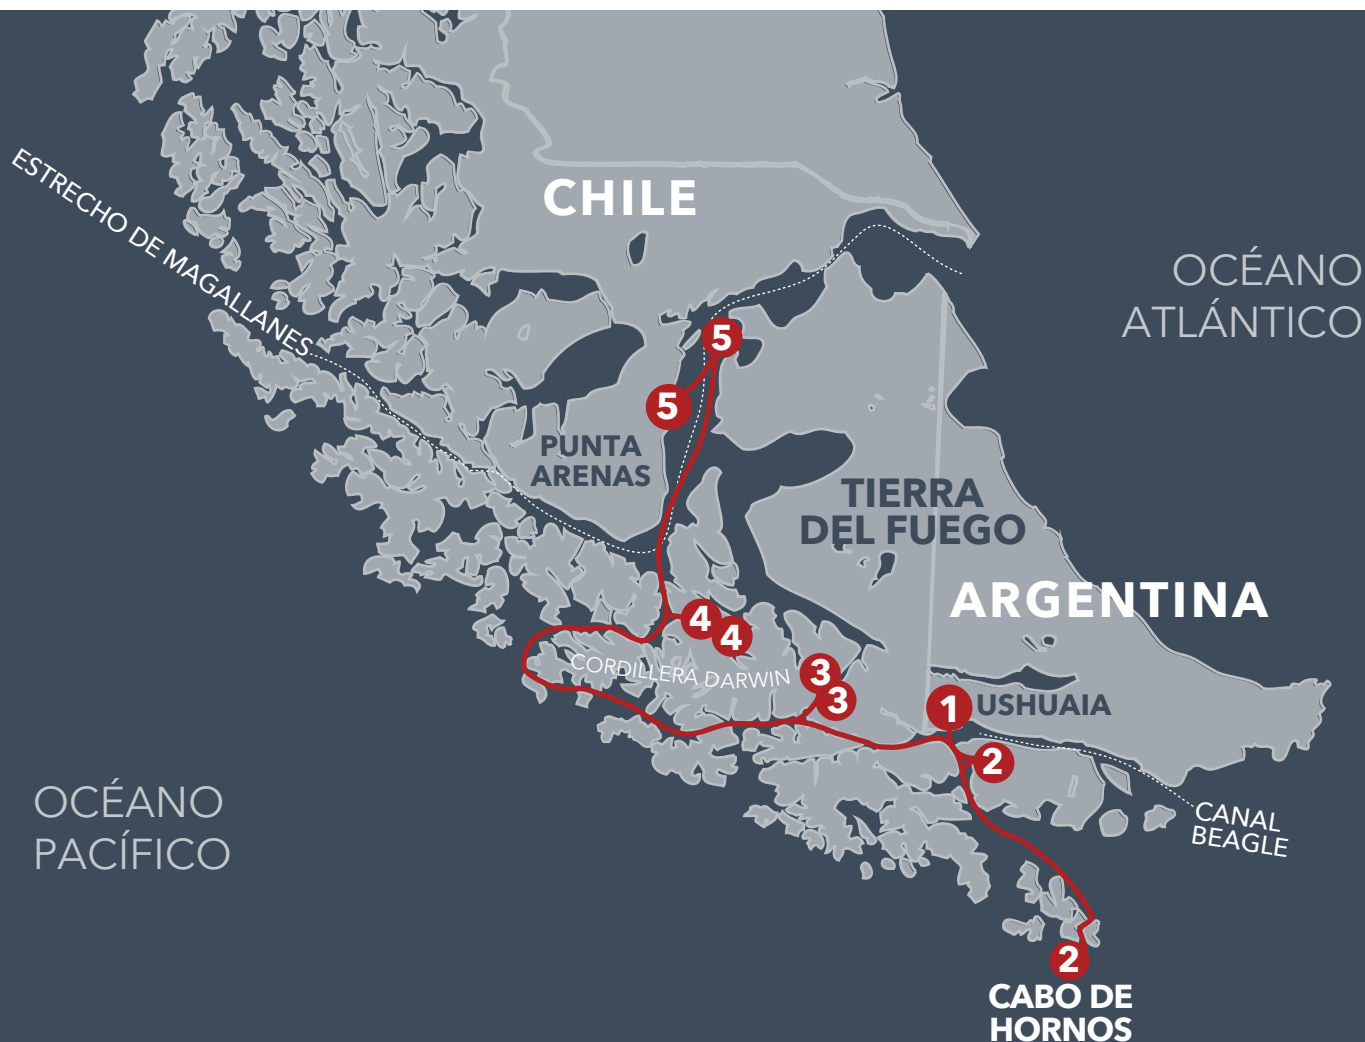 ESTRECHO DE MAGALLANES
CHILE
OCÉANO
ATLÁNTICO
5
5
PUNTA
ARENAS
TIERRA
DEL FUEGO
ARGENTINA
4
4
CORDILLERA DARWIN
3
3
1
USHUAIA
2
OCÉANO
PACÍFICO
CANAL
BEAGLE
2
CABO DE
HORNOS